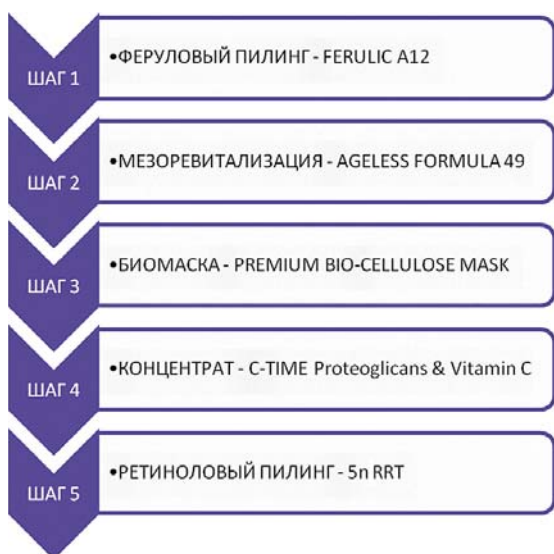 ШАГ 1
•ФЕРУЛОВЫЙ ПИЛИНГ - FERULIC A12
ШАГ 2
•МЕЗОРЕВИТАЛИЗАЦИЯ - AGELESS FORMULA 49
ШАГ 3
•БИОМАСКА - PREMIUM BIO-CELLULOSE MASK
ШАГ 4
•КОНЦЕНТРАТ - C-TIME Proteoglicans & Vitamin C
ШАГ 5
•РЕТИНОЛОВЫЙ ПИЛИНГ - 5n RRT